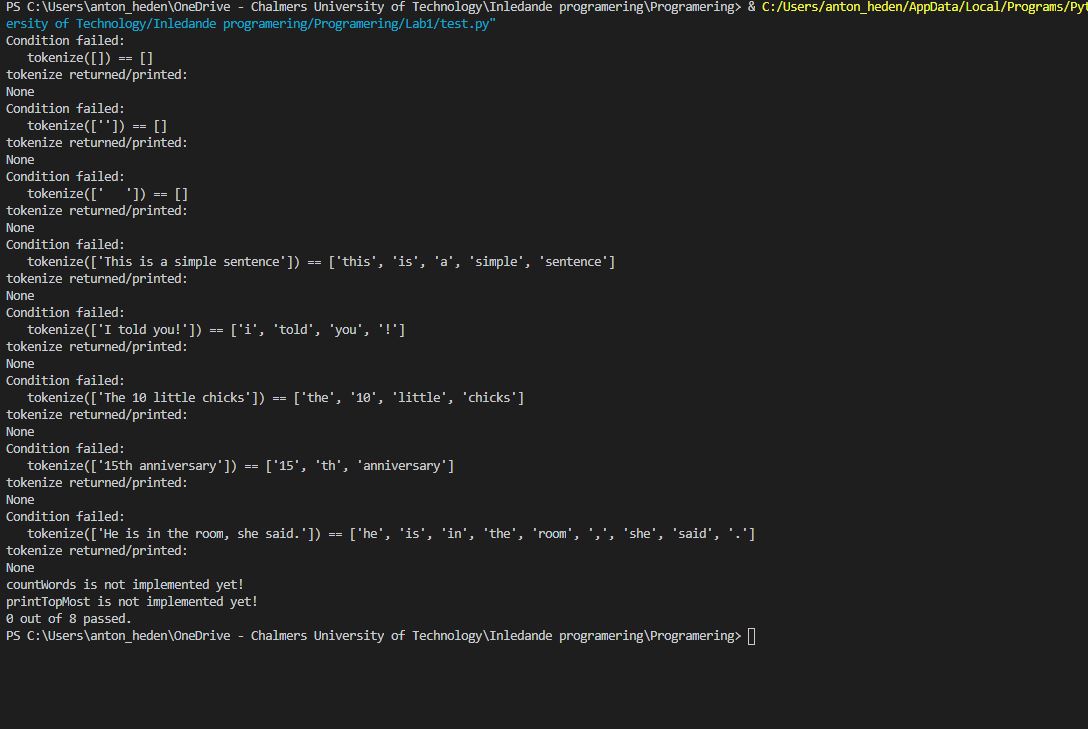 PS C:\Users\anton_heden\OneDrive - Chalmers University of Technology\Inledande programering\Programering> & C:/Users/anton_heden/AppData/Local/Programs/Pyt
ersity of Technology/Inledande programering/Programering/Lab1/test.py"
Condition failed:
   tokenize([]) == []
tokenize returned/printed:
None
Condition failed:
   tokenize(['']) == []
tokenize returned/printed:
None
Condition failed:
   tokenize(['   ']) == []
tokenize returned/printed:
None
Condition failed:
   tokenize(['This is a simple sentence']) == ['this', 'is', 'a', 'simple', 'sentence']
tokenize returned/printed:
None
Condition failed:
   tokenize(['I told you!']) == ['i', 'told', 'you', '!']
tokenize returned/printed:
None
Condition failed:
   tokenize(['The 10 little chicks']) == ['the', '10', 'little', 'chicks']
tokenize returned/printed:
None
Condition failed:
   tokenize(['15th anniversary']) == ['15', 'th', 'anniversary']
tokenize returned/printed:
None
Condition failed:
   tokenize(['He is in the room, she said.']) == ['he', 'is', 'in', 'the', 'room', ',', 'she', 'said', '.']
tokenize returned/printed:
None
countWords is not implemented yet!
printTopMost is not implemented yet!
0 out of 8 passed.
PS C:\Users\anton_heden\OneDrive - Chalmers University of Technology\Inledande programering\Programering>